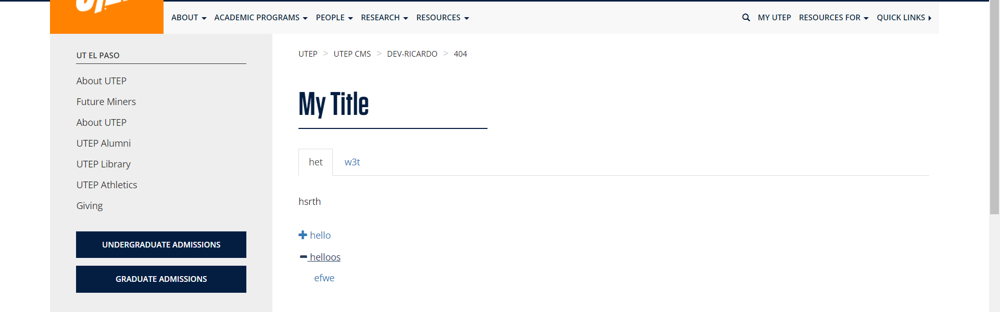 ABOUT ACADEMIC PROGRAMS PEOPLE RESEARCH RESOURCES MY UTEP RESOURCES FOR QUICK LINKS
UT EL PASO
About UTEP
Future Miners
About UTEP
UTEP Alumni
UTEP Library
UTEP Athletics
Giving
UNDERGRADUATE ADMISSIONS
GRADUATE ADMISSIONS
UTEP > UTEP CMS > DEV-RICARDO > 404
My Title
het w3t
hsrth
hello
helloos
efwe